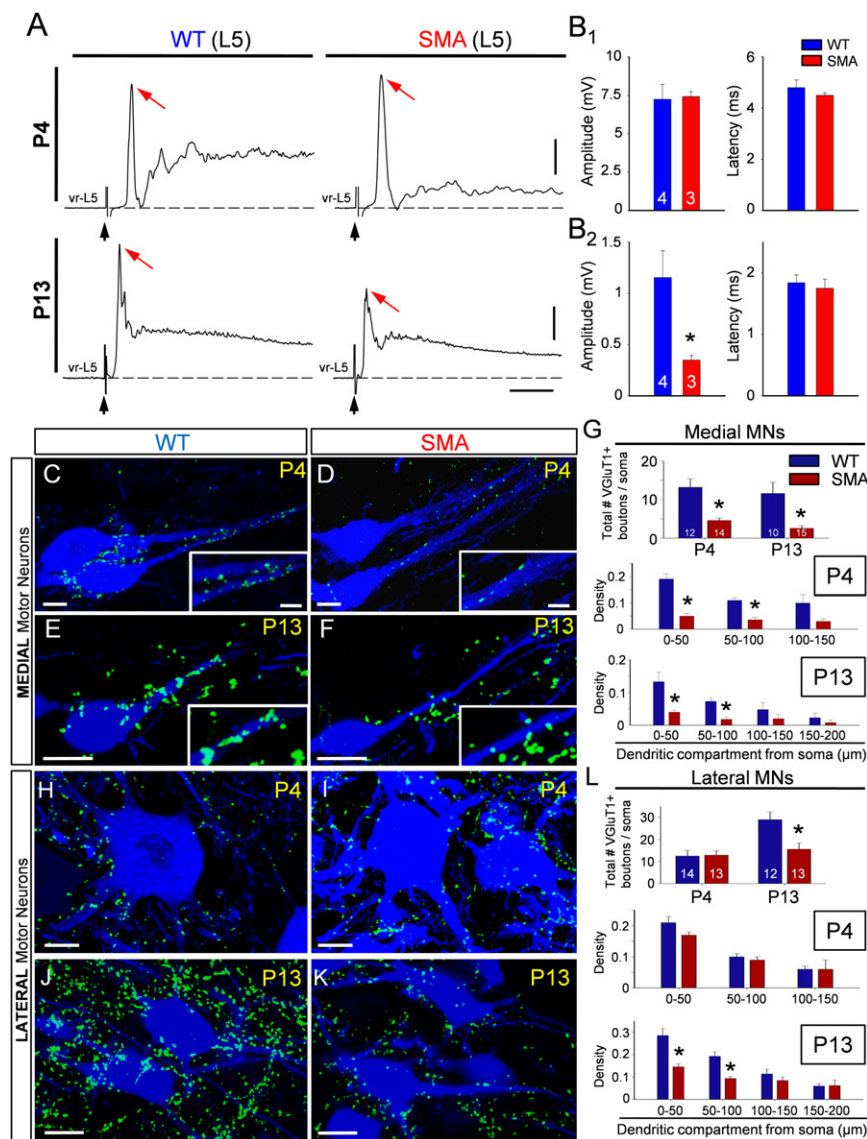 A
WT (L5)
SMA (L5)
P4
vr-L5
vr-L5
P13
vr-L5
vr-L5
B1
WT
SMA
Amplitude (mV)
10
7.5
5
2.5
0
4
3
Latency (ms)
6
4
2
0
B2
Amplitude (mV)
2
1.5
1
0.5
0
4
3
*
Latency (ms)
4
2
0
WT
SMA
MEDIAL Motor Neurons
C
P4
D
P4
E
P13
F
P13
LATERAL Motor Neurons
H
P4
I
P4
J
P13
K
P13
G
Medial MNs
WT
SMA
Total # VGluT1+
boutons / soma
20
10
0
12
14
10
15
*
*
P4
P13
P4
Density
0.2
0.1
0
*
*
0-50
50-100
100-150
P13
Density
0.2
0.1
0
*
*
0-50
50-100
100-150
150-200
Dendritic compartment from soma (μm)
L
Lateral MNs
Total # VGluT1+
boutons / soma
30
20
10
0
14
13
12
13
*
P4
P13
P4
Density
0.2
0.1
0
0-50
50-100
100-150
P13
Density
0.3
0.2
0.1
0
*
*
0-50
50-100
100-150
150-200
Dendritic compartment from soma (μm)